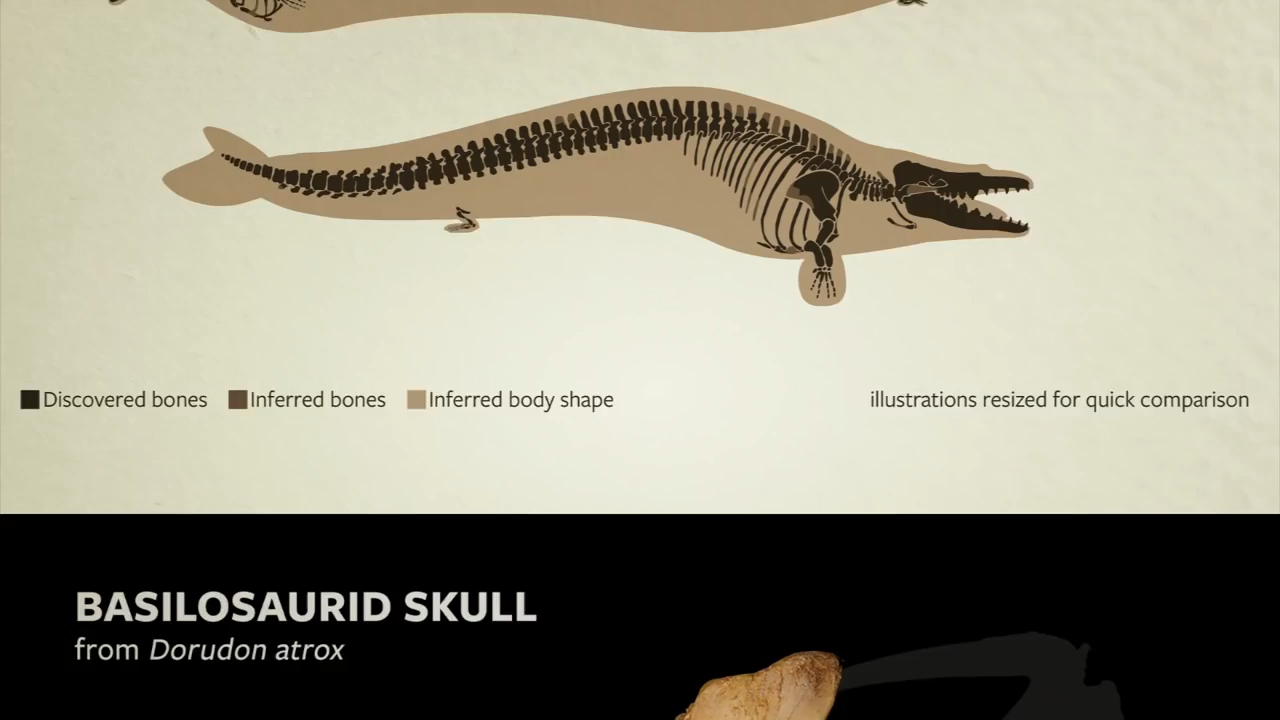 Discovered bones
Inferred bones
Inferred body shape
illustrations resized for quick comparison
BASILOSAURID SKULL
from Dorudon atrox